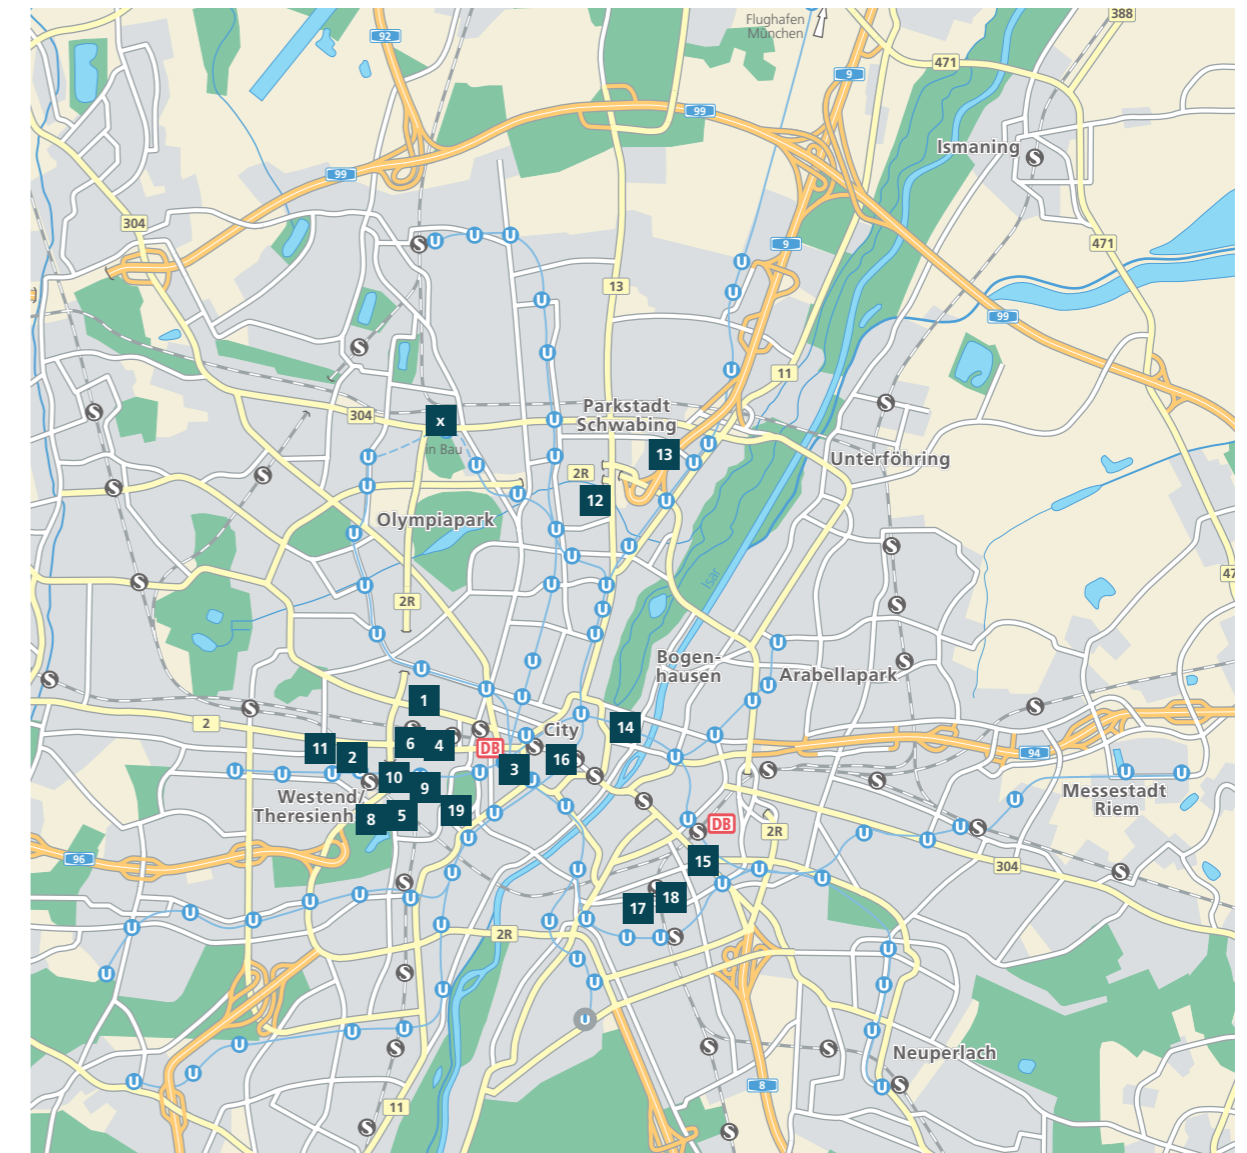 Flughafen
München
388
92
9
471
99
Ismaning
S
99
304
471
9
S
U
U
U
U
13
U
U
99
U
S
U
11
U
Parkstadt
Schwabing
S
S
304
x
U
in Bau
U
13
U
Unterföhring
U
U
U
2R
S
S
U
U
12
U
Olympiapark
U
U
S
U
U
47
S
U
U
U
2R
U
S
Isar
U
U
U
Bogen-
hausen
U
S
U
U
Arabellapark
S
U
U
U
1
U
S
S
2
S
S
City
14
U
U
11
2
6
4
S
DB
S
16
S
U
94
U
U
U
10
S
U
U
3
U
S
S
S
U
U
Westend/
Theresienh
9
Messestadt
Riem
8
5
19
U
U
S
U
U
DB
S
2R
U
U
U
S
96
U
15
304
S
U
U
U
U
S
U
U
S
18
17
U
U
U
U
U
U
U
2R
U
U
S
U
U
S
U
U
U
U
U
U
U
U
U
S
S
S
Neuperlach
U
U
8
U
S
11
S
S